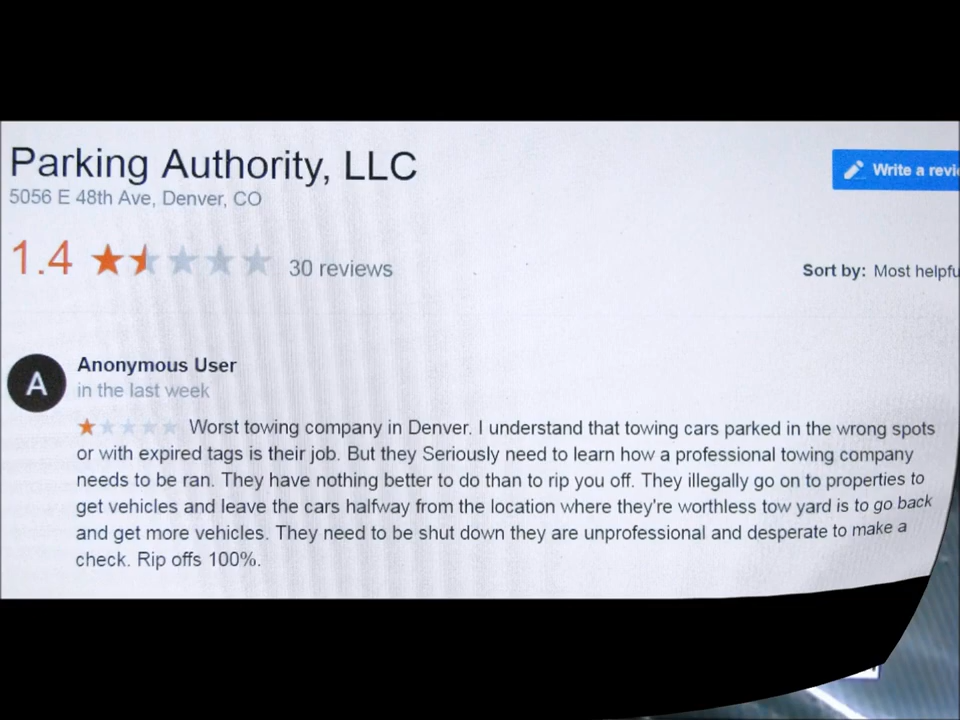 Parking Authority, LLC
5056 E 48th Ave, Denver, CO
Write a revie
1.4 30 reviews
Sort by: Most helpfu
A
Anonymous User
in the last week
Worst towing company in Denver. I understand that towing cars parked in the wrong spots
or with expired tags is their job. But they Seriously need to learn how a professional towing company
needs to be ran. They have nothing better to do than to rip you off. They illegally go on to properties to
get vehicles and leave the cars halfway from the location where they're worthless tow yard is to go back
and get more vehicles. They need to be shut down they are unprofessional and desperate to make a
check. Rip offs 100%.